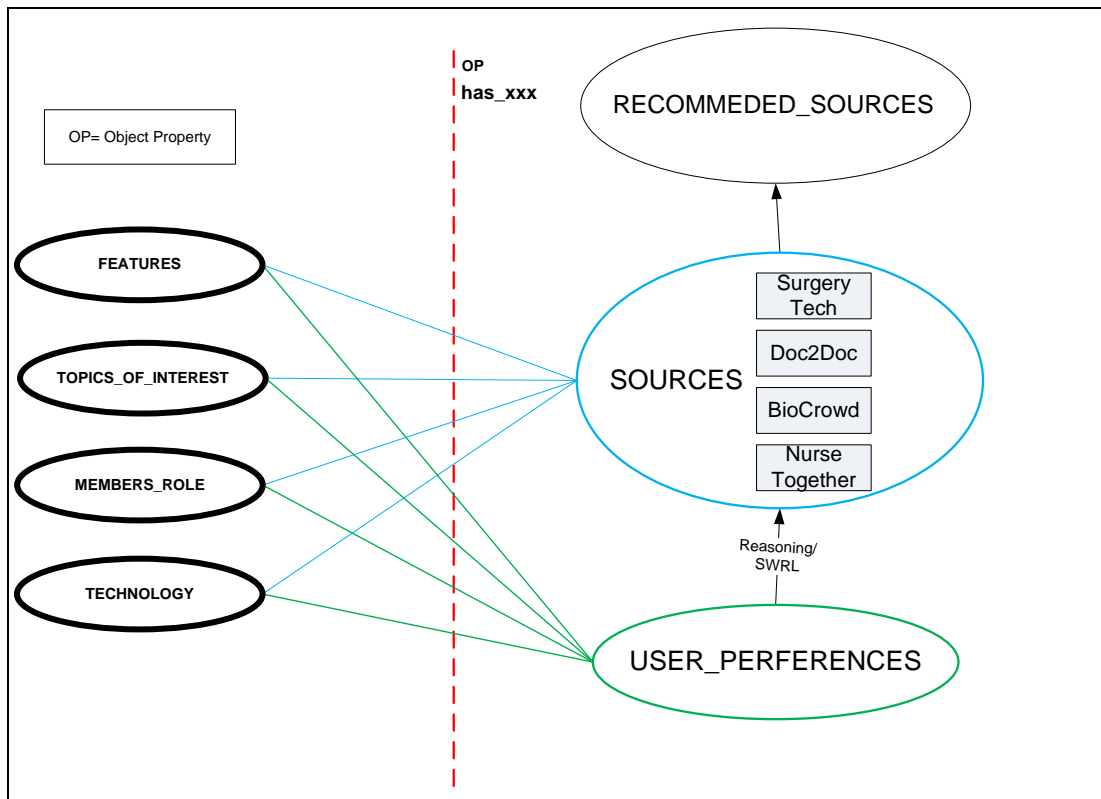 OP
has_xxx
RECOMMEDED_SOURCES
OP= Object Property
FEATURES
TOPICS_OF_INTEREST
MEMBERS_ROLE
TECHNOLOGY
SOURCES
Surgery
Tech
Doc2Doc
BioCrowd
Nurse
Together
Reasoning/
SWRL
USER_PERFERENCES